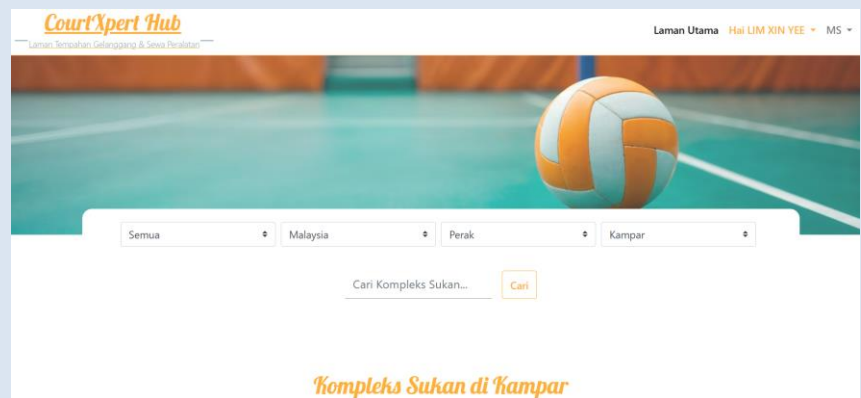 CourtXpert Hub
Laman Tempahan Gelanggang & Sewa Peralatan
Laman Utama Hai LIM XIN YEE MS
Semua Malaysia Perak Kampar
Cari Kompleks Sukan... Cari
Kompleks Sukan di Kampar